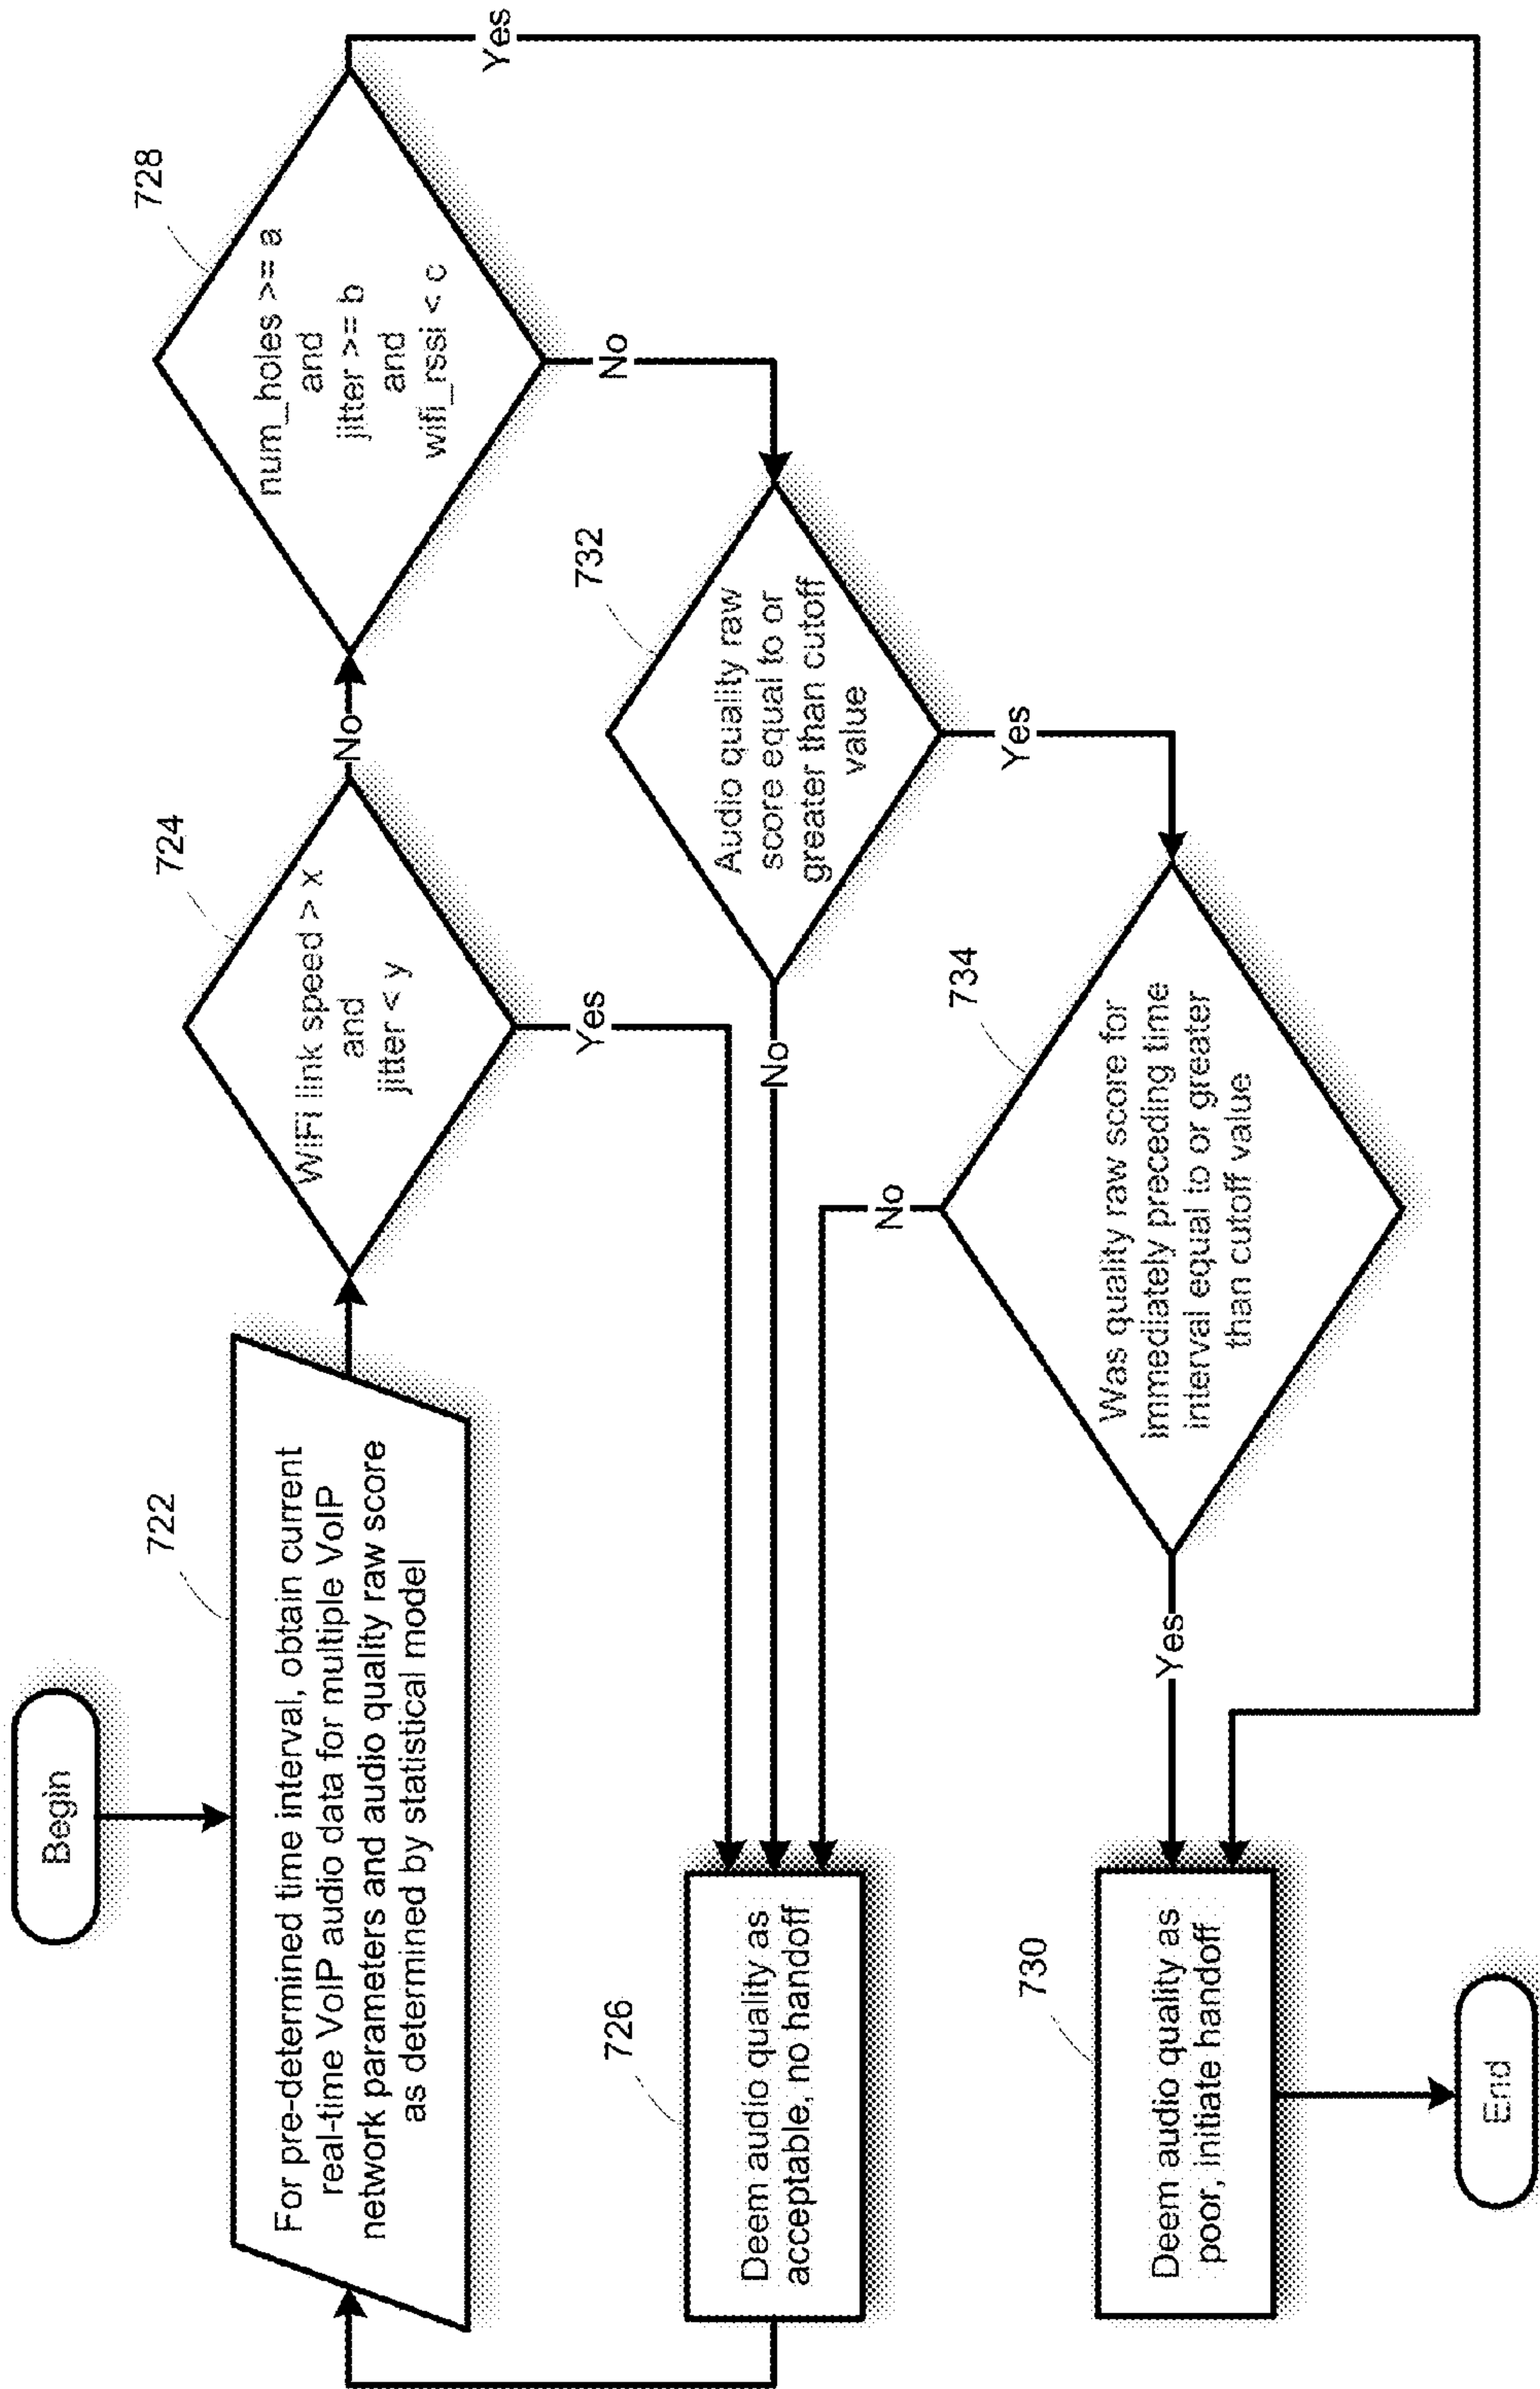 Begin
722
For pre-determined time interval, obtain current
real-time VoIP audio data for multiple VoIP
network parameters and audio quality raw score
as determined by statistical model
724
WiFi link speed > x
and
jitter < y
No
Yes
728
num_holes >= a
and
jitter >= b
and
wifi_rssi < c
Yes
No
732
Audio quality raw
score equal to or
greater than cutoff
value
No
Yes
734
Was quality raw score for
immediately preceding time
interval equal to or greater
than cutoff value
No
Yes
726
Deem audio quality as
acceptable, no handoff
730
Deem audio quality as
poor, initiate handoff
End